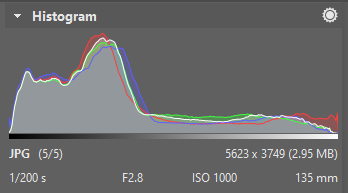 Histogram
JPG (5/5) 5623 x 3749 (2.95 MB)
1/200 s F2.8 ISO 1000 135 mm